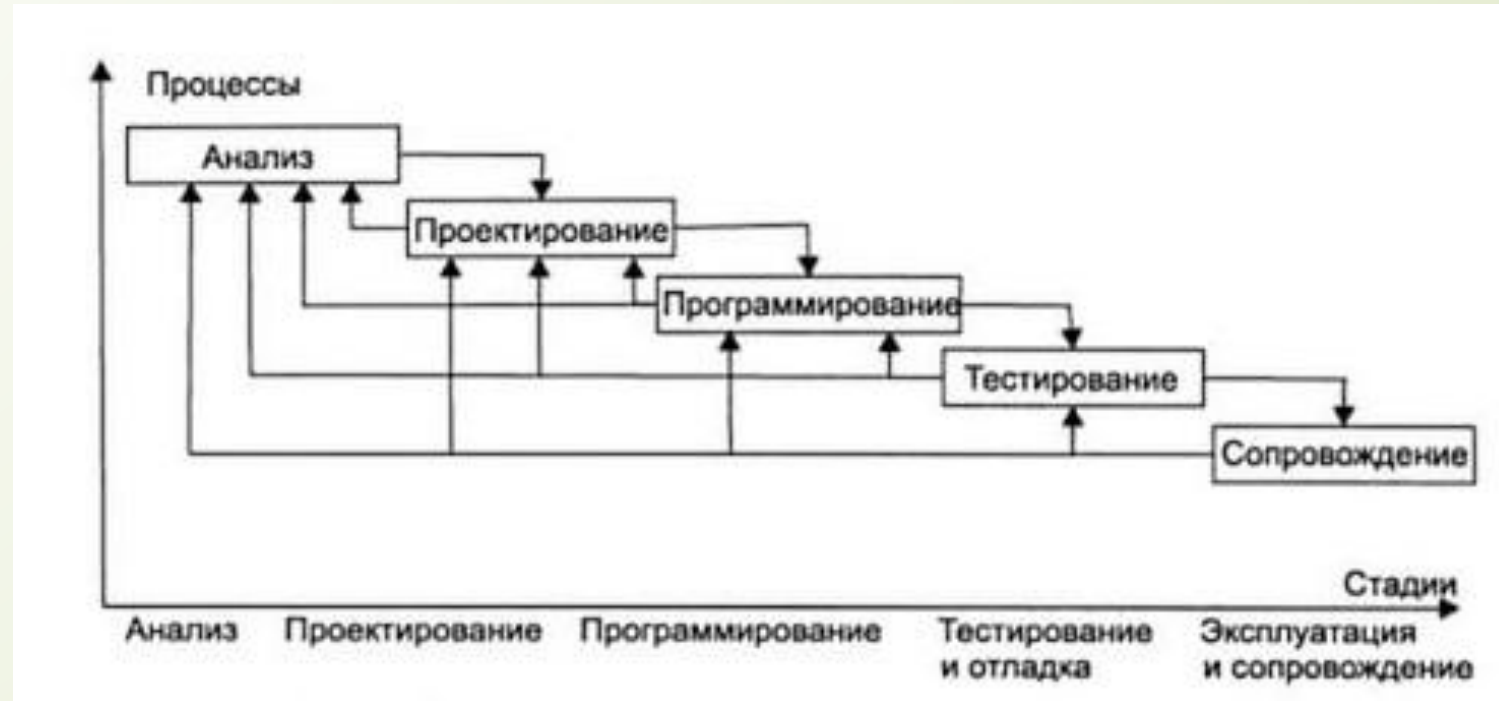 Процессы
Анализ
Проектирование
Программирование
Тестирование
Сопровождение
Стадии
Анализ Проектирование Программирование Тестирование Эксплуатация
и отладка и сопровождение